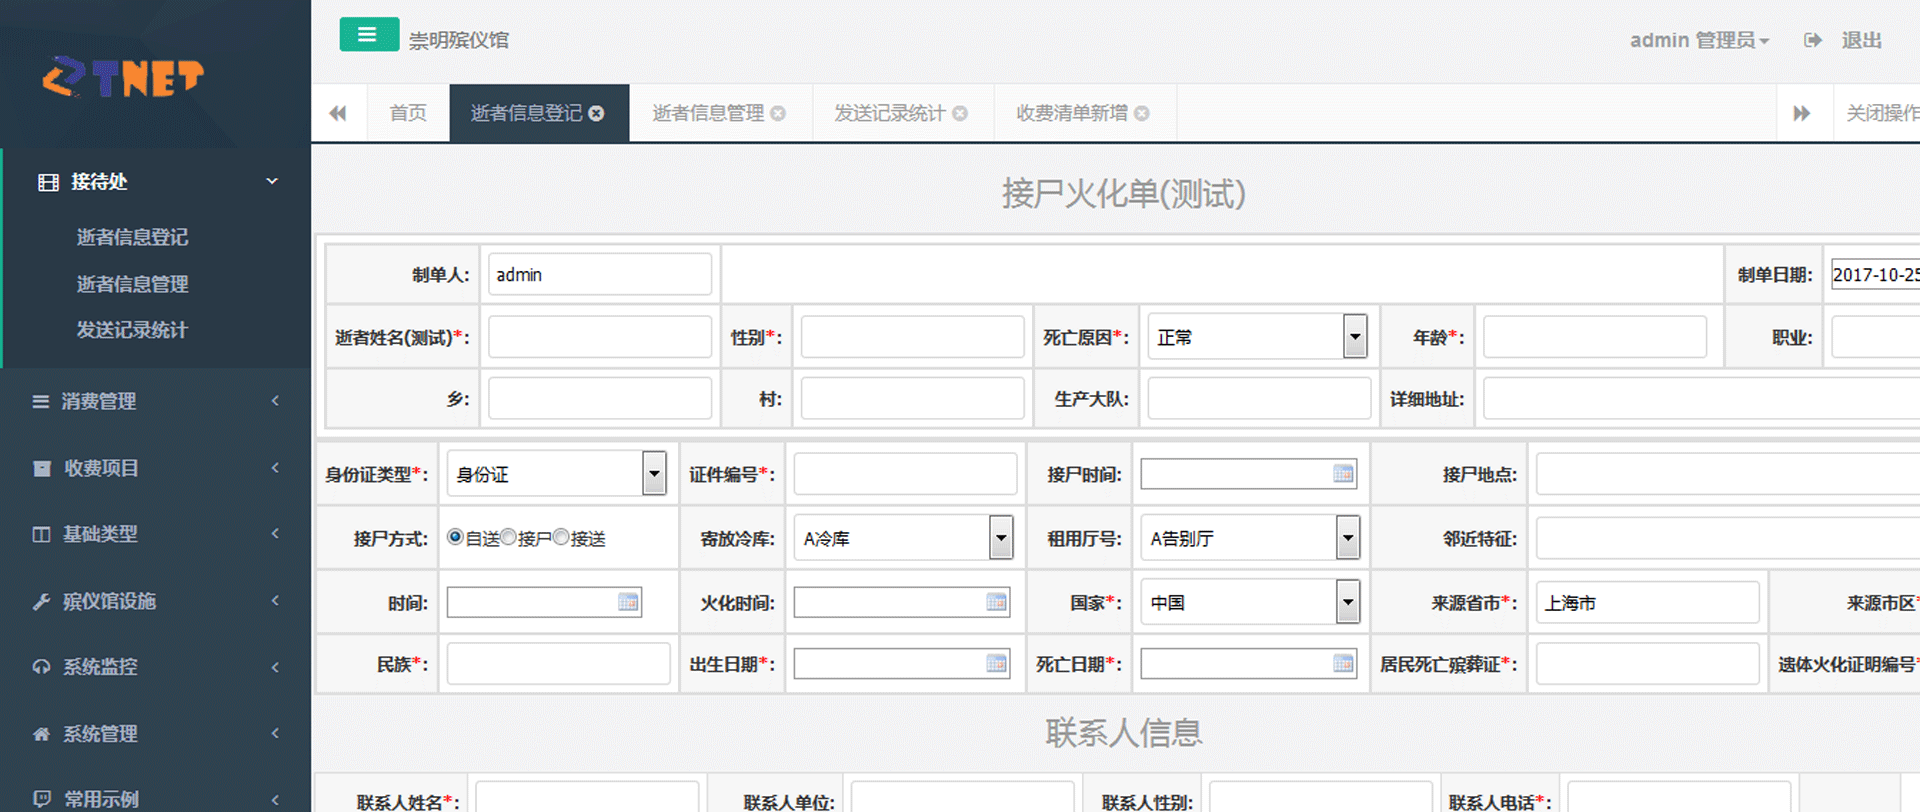 TNET
崇明殡仪馆
admin 管理员 退出
首页 逝者信息登记 逝者信息管理 发送记录统计 收费清单新增 关闭操作
接待处
逝者信息登记
逝者信息管理
发送记录统计
消费管理
收费项目
基础类型
殡仪馆设施
系统监控
系统管理
常用示例
接尸火化单(测试)
制单人: admin 制单日期: 2017-10-25
逝者姓名(测试)*: 性别*: 死亡原因*: 正常 年龄*: 职业:
乡: 村: 生产大队: 详细地址:
身份证类型*: 身份证 证件编号*: 接尸时间: 接尸地点:
接尸方式: 自送 接尸 接送 寄放冷库: A冷库 租用厅号: A告别厅 邻近特征:
时间: 火化时间: 国家*: 中国 来源省市*: 上海市 来源市区*
民族*: 出生日期*: 死亡日期*: 居民死亡殡葬证*: 遗体火化证明编号*
联系人信息
联系人姓名*: 联系人单位: 联系人性别: 联系人电话*: